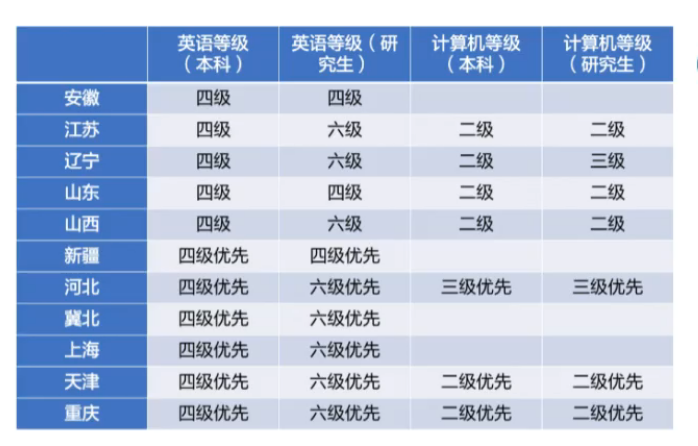 英语等级（本科） 英语等级（研究生） 计算机等级（本科） 计算机等级（研究生）
安徽 四级 四级
江苏 四级 六级 二级 二级
辽宁 四级 六级 二级 三级
山东 四级 四级 二级 二级
山西 四级 六级 二级 二级
新疆 四级优先 四级优先
河北 四级优先 六级优先 三级优先 三级优先
冀北 四级优先 六级优先
上海 四级优先 六级优先
天津 四级优先 六级优先 二级优先 二级优先
重庆 四级优先 六级优先 二级优先 二级优先